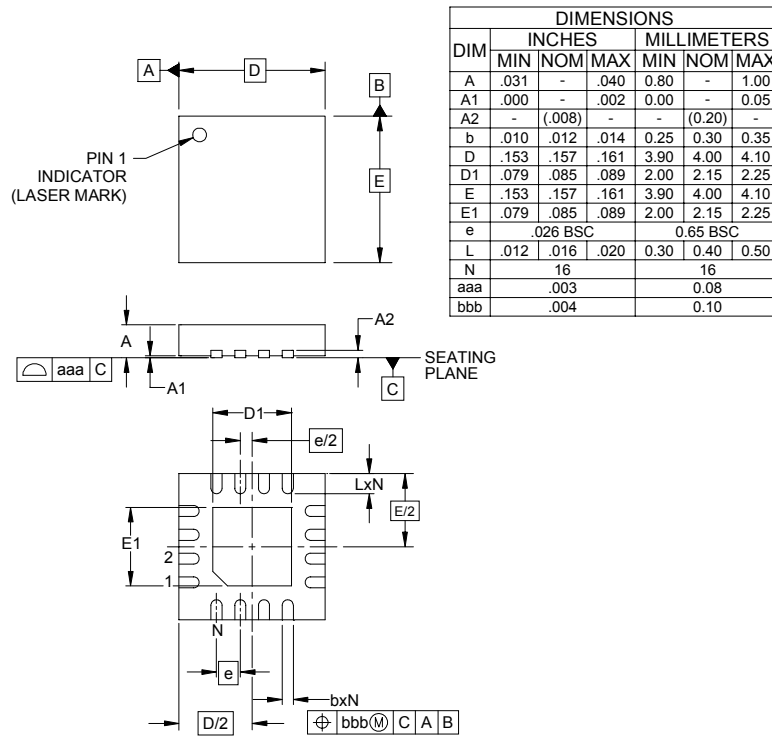 DIMENSIONS
DIM INCHES MILLIMETERS
MIN NOM MAX MIN NOM MAX
A .031 - .040 0.80 - 1.00
A1 .000 - .002 0.00 - 0.05
A2 - (.008) - - (0.20) -
b .010 .012 .014 0.25 0.30 0.35
D .153 .157 .161 3.90 4.00 4.10
D1 .079 .085 .089 2.00 2.15 2.25
E .153 .157 .161 3.90 4.00 4.10
E1 .079 .085 .089 2.00 2.15 2.25
e .026 BSC 0.65 BSC
L .012 .016 .020 0.30 0.40 0.50
N 16 16
aaa .003 0.08
bbb .004 0.10
A D
B
PIN 1
INDICATOR
(LASER MARK)
E
A A2
aaa C
A1
SEATING
PLANE
C
D1
e/2
LxN
E/2
E1
2
1
N
e
bxN
D/2
bbb M C A B